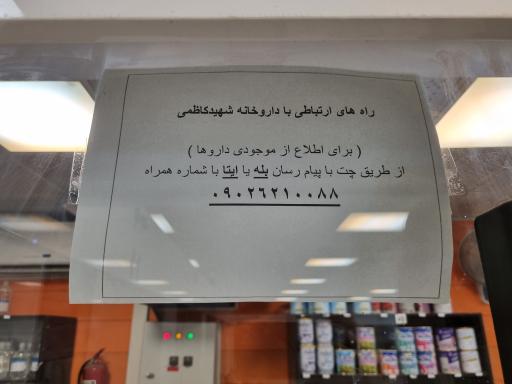 راه های ارتباطی با داروخانه شهیدکاظمی
( برای اطلاع از موجودی داروها )
از طریق چت با پیام رسان بله یا ایتا با شماره همراه
۰۹۰۲۶۲۱۰۰۸۸